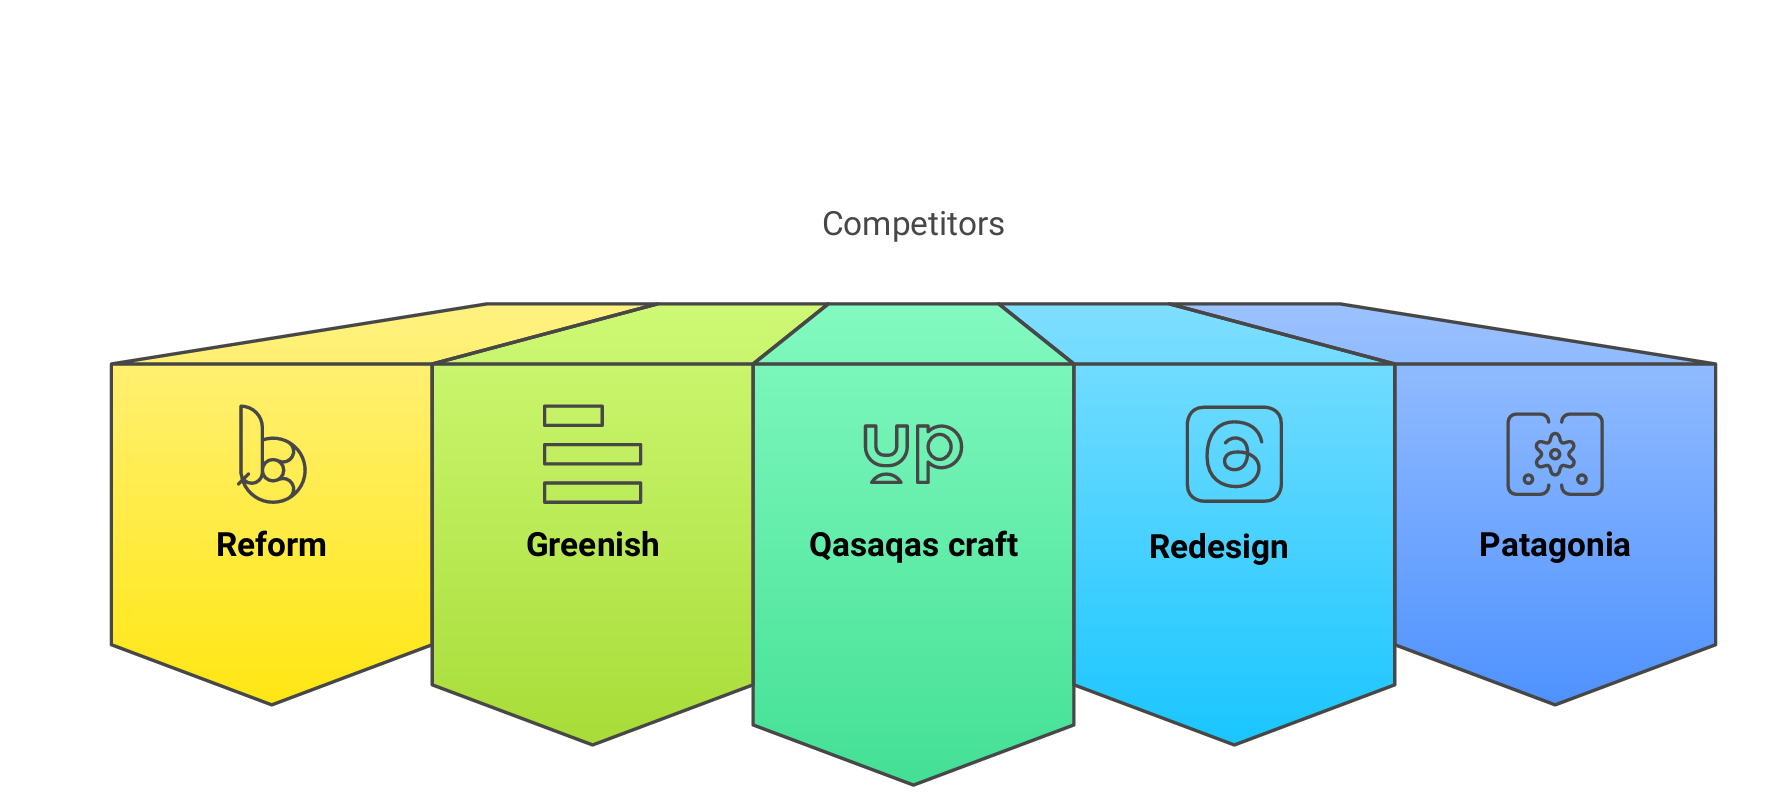 Competitors
Reform
Greenish
Qasaqas craft
Redesign
Patagonia